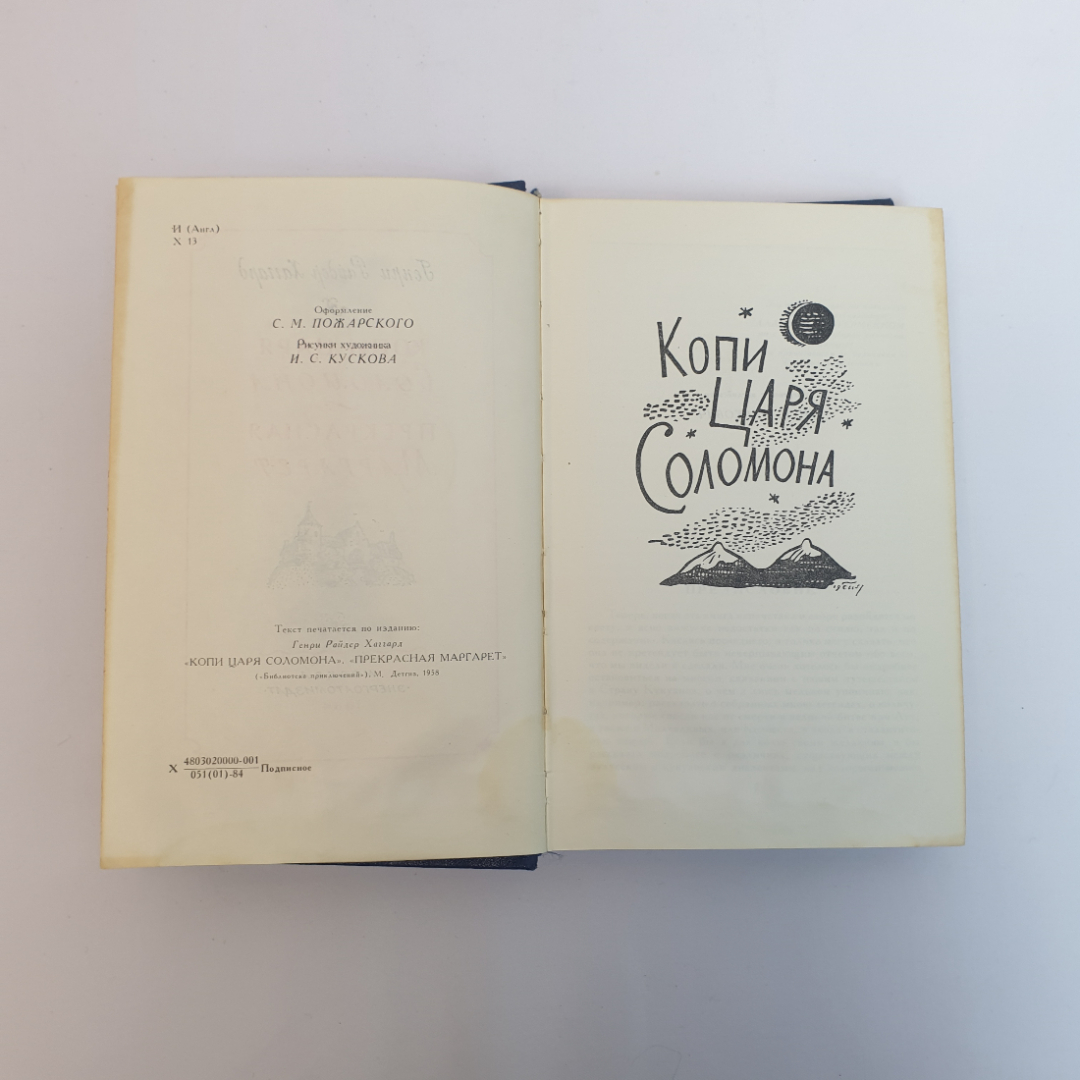 И (Англ)
Х 13
Оформление
С. М. ПОЖАРСКОГО
Рисунки художника
И. С. КУСКОВА
Текст печатается по изданию:
Генри Райдер Хаггард
«КОПИ ЦАРЯ СОЛОМОНА». «ПРЕКРАСНАЯ МАРГАРЕТ»
(«Библиотека приключений»), М. Детгиз, 1956
Х 4803020000-001
051(01)-84 Подписное
КОПИ
ЦАРЯ
СОЛОМОНА